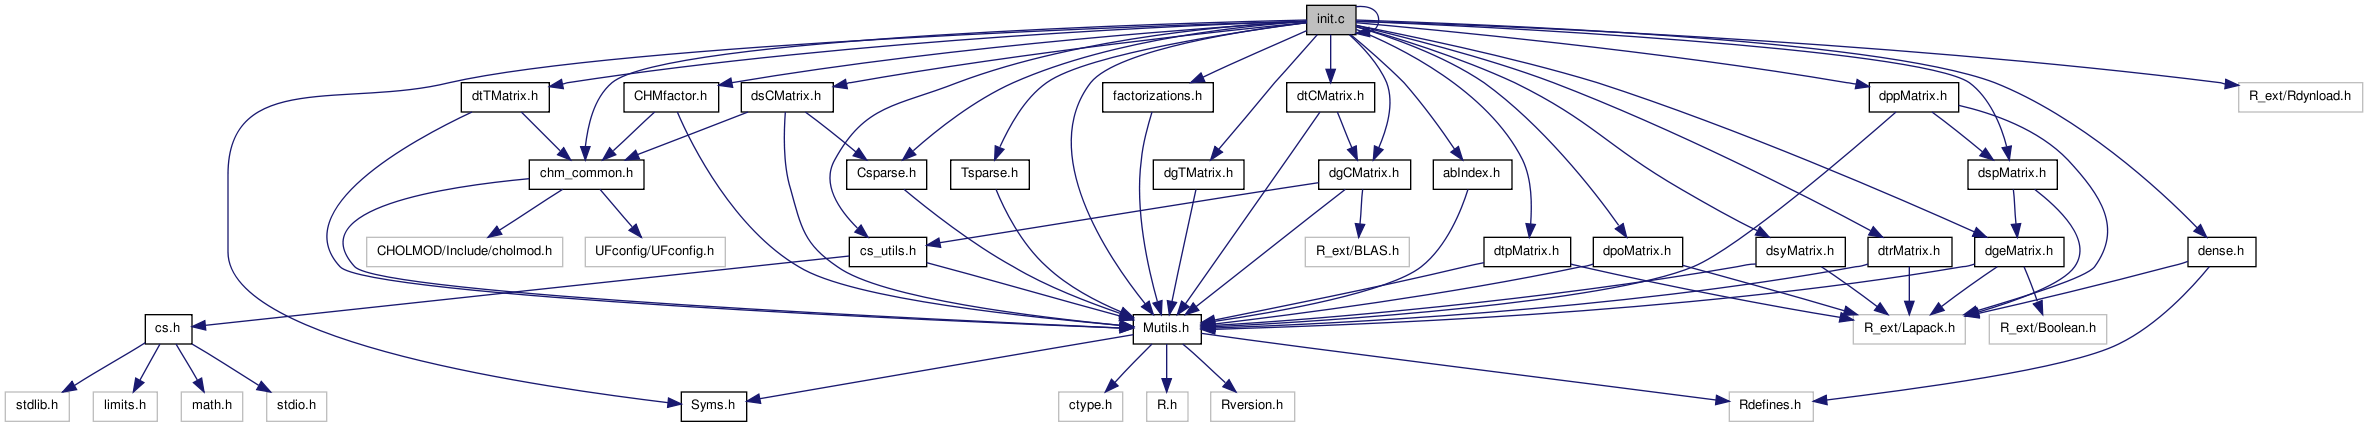 init.c
dtTMatrix.h
CHMfactor.h
dsCMatrix.h
factorizations.h
dtCMatrix.h
dppMatrix.h
R_ext/Rdynload.h
chm_common.h
Csparse.h
Tsparse.h
dgTMatrix.h
dgCMatrix.h
abIndex.h
dspMatrix.h
CHOLMOD/Include/cholmod.h
UFconfig/UFconfig.h
cs_utils.h
R_ext/BLAS.h
dtpMatrix.h
dpoMatrix.h
dsyMatrix.h
dtrMatrix.h
dgeMatrix.h
dense.h
cs.h
Mutils.h
R_ext/Lapack.h
R_ext/Boolean.h
stdlib.h
limits.h
math.h
stdio.h
Syms.h
ctype.h
R.h
Rversion.h
Rdefines.h